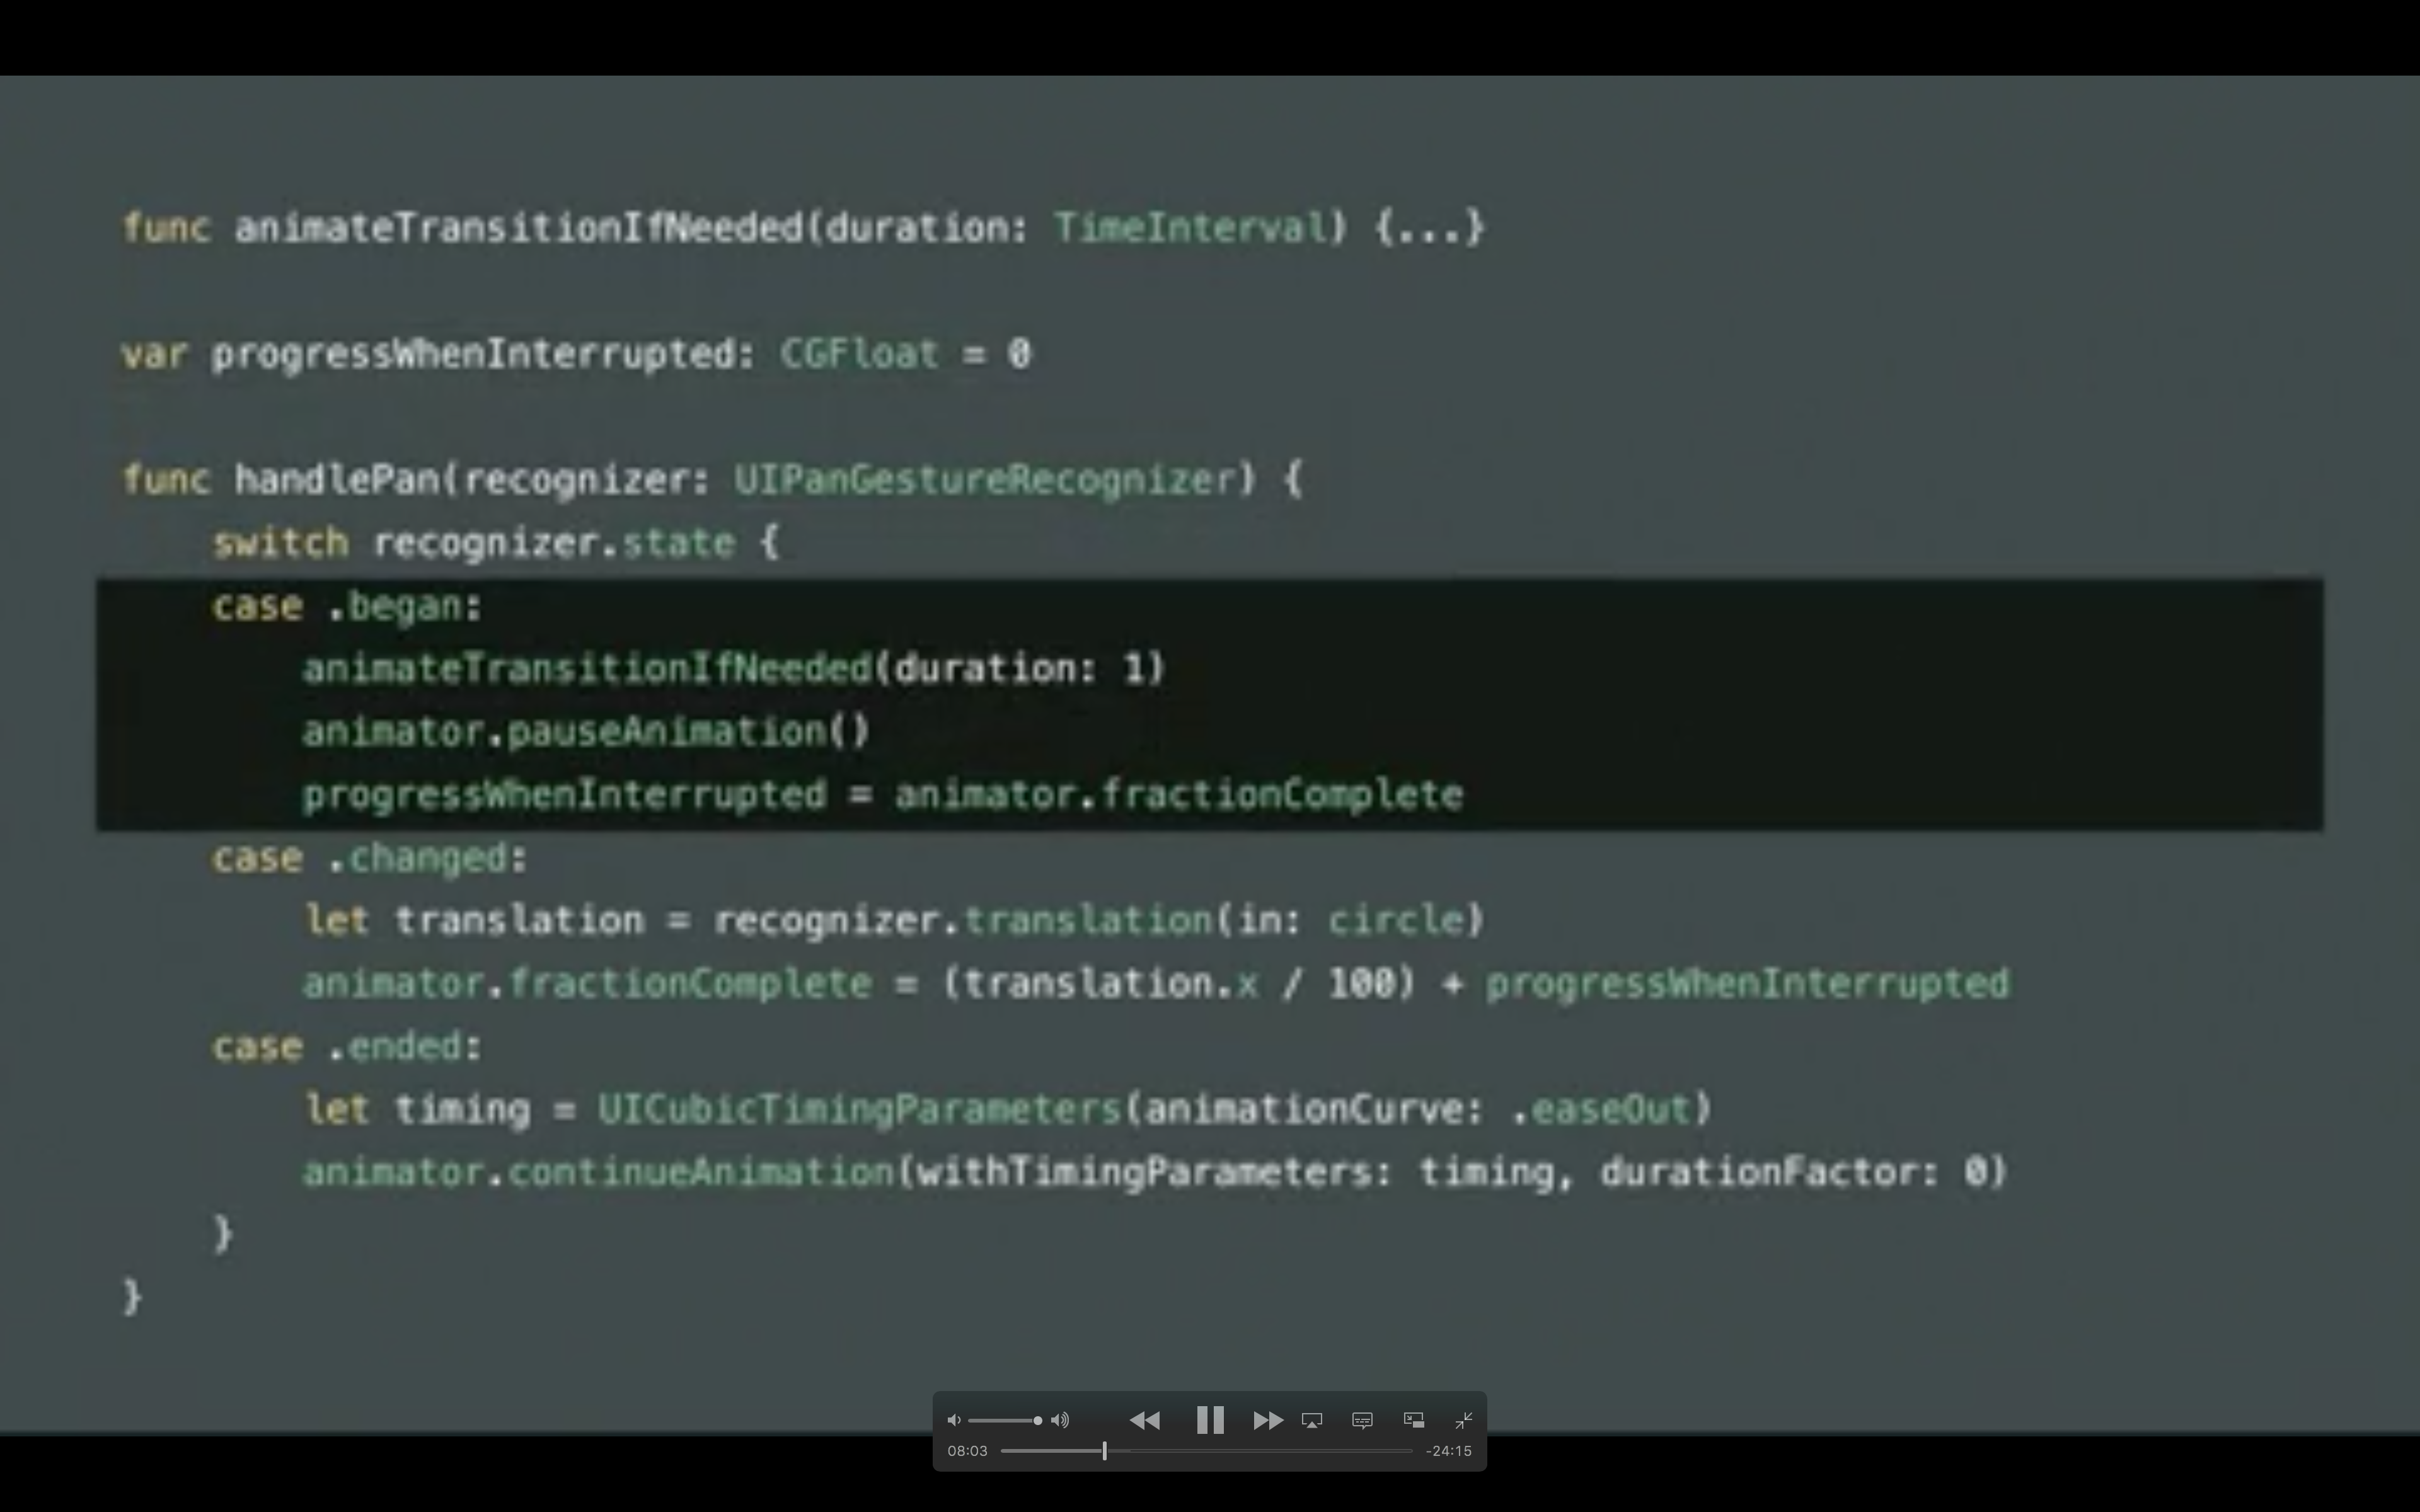 func animateTransitionIfNeeded(duration: TimeInterval) {...}
var progressWhenInterrupted: CGFloat = 0
func handlePan(recognizer: UIPanGestureRecognizer) {
switch recognizer.state {
case .began:
animateTransitionIfNeeded(duration: 1)
animator.pauseAnimation()
progressWhenInterrupted = animator.fractionComplete
case .changed:
let translation = recognizer.translation(in: circle)
animator.fractionComplete = (translation.x / 100) + progressWhenInterrupted
case .ended:
let timing = UICubicTimingParameters(animationCurve: .easeOut)
animator.continueAnimation(withTimingParameters: timing, durationFactor: 0)
}
}
08:03 -24:15